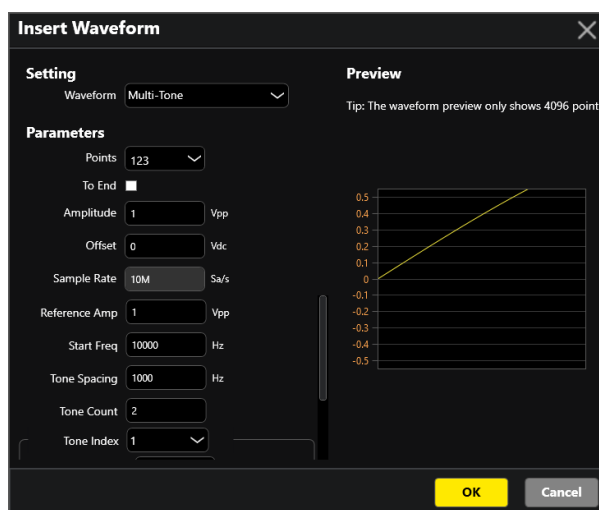 Insert Waveform
Setting
Waveform Multi-Tone
Parameters
Points 123
To End
Amplitude 1 Vpp
Offset 0 Vdc
Sample Rate 10M Sa/s
Reference Amp 1 Vpp
Start Freq 10000 Hz
Tone Spacing 1000 Hz
Tone Count 2
Tone Index 1
Preview
Tip: The waveform preview only shows 4096 point
0.5
0.4
0.3
0.2
0.1
0
-0.1
-0.2
-0.3
-0.4
-0.5
OK Cancel